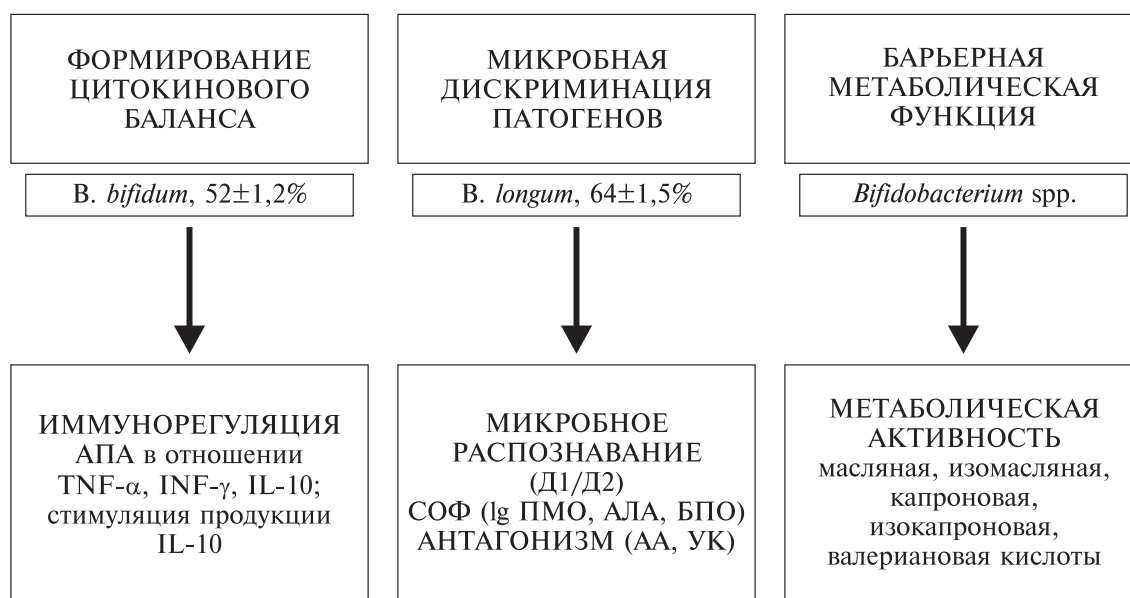 ФОРМИРОВАНИЕ
ЦИТОКИНОВОГО
БАЛАНСА
B. bifidum, 52±1,2%
ИММУНОРЕГУЛЯЦИЯ
АПА в отношении
TNF-α, INF-γ, IL-10;
стимуляция продукции
IL-10
МИКРОБНАЯ
ДИСКРИМИНАЦИЯ
ПАТОГЕНОВ
B. longum, 64±1,5%
МИКРОБНОЕ
РАСПОЗНАВАНИЕ
(Д1/Д2)
СОФ (lg ПМО, АЛА, БПО)
АНТАГОНИЗМ (АА, УК)
БАРЬЕРНАЯ
МЕТАБОЛИЧЕСКАЯ
ФУНКЦИЯ
Bifidobacterium spp.
МЕТАБОЛИЧЕСКАЯ
АКТИВНОСТЬ
масляная, изомасляная,
капроновая,
изокапроновая,
валериановая кислоты